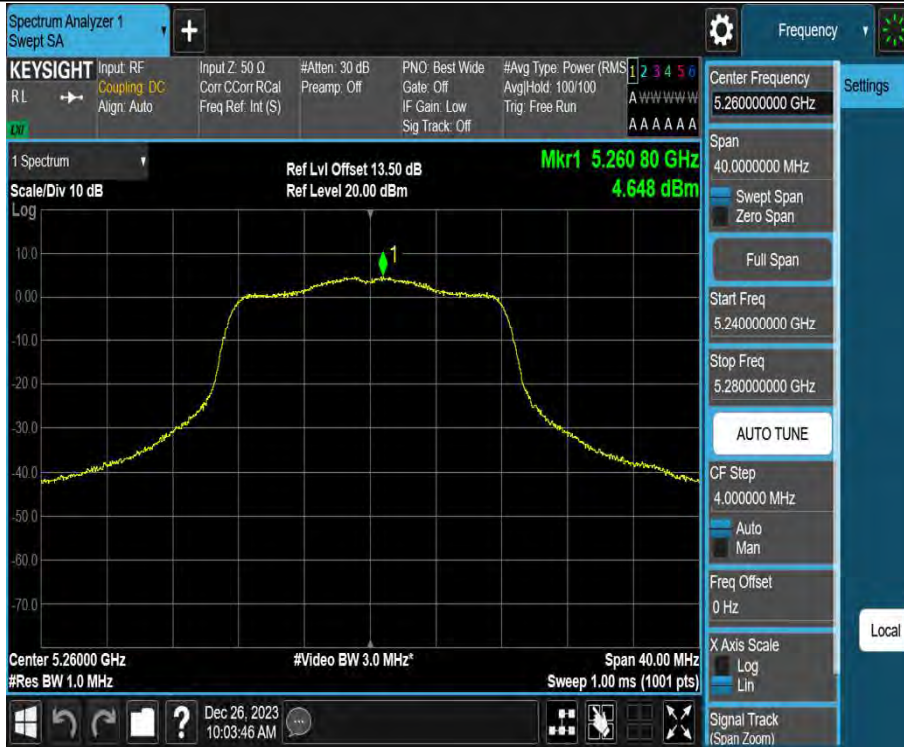 Spectrum Analyzer 1
Swept SA
+
Frequency
KEYSIGHT
RL
Input: RF
Coupling: DC
Align: Auto
Input Z: 50 Ω
Corr CCorr RCal
Freq Ref: Int (S)
#Atten: 30 dB
Preamp: Off
PNO: Best Wide
Gate: Off
IF Gain: Low
Sig Track: Off
#Avg Type: Power (RMS
Avg|Hold: 100/100
Trig: Free Run
1 2 3 4 5 6
A W W W W W
A A A A A A
1 Spectrum
Scale/Div 10 dB
Ref Lvl Offset 13.50 dB
Ref Level 20.00 dBm
Mkr1 5.260 80 GHz
4.648 dBm
Log
1
10.0
0.00
-10.0
-20.0
-30.0
-40.0
-50.0
-60.0
-70.0
Center 5.26000 GHz
#Res BW 1.0 MHz
#Video BW 3.0 MHz*
Span 40.00 MHz
Sweep 1.00 ms (1001 pts)
?
Dec 26, 2023
10:03:46 AM
Center Frequency
5.260000000 GHz
Span
40.0000000 MHz
Swept Span
Zero Span
Full Span
Start Freq
5.240000000 GHz
Stop Freq
5.280000000 GHz
AUTO TUNE
CF Step
4.000000 MHz
Auto
Man
Freq Offset
0 Hz
X Axis Scale
Log
Lin
Signal Track
(Span Zoom)
Settings
Local